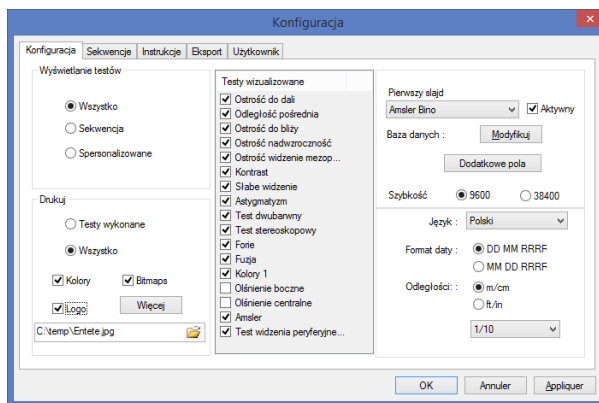 Konfiguracja
Konfiguracja Sekwencje Instrukcje Eksport Użytkownik
Wyświetlanie testów
Wszystko
Sekwencja
Spersonalizowane
Drukuj
Testy wykonane
Wszystko
Kolory Bitmaps
Logo Więcej
C:\temp\Entete.jpg
Testy wizualizowane
Ostrość do dali
Odległość pośrednia
Ostrość do bliży
Ostrość nadwzroczność
Ostrość widzenie mezop...
Kontrast
Słabe widzenie
Astygmatyzm
Test dwubarwny
Test stereoskopowy
Forie
Fuzja
Kolory 1
Olśnienie boczne
Olśnienie centralne
Amsler
Test widzenia peryferyjne...
Pierwszy slajd
Amsler Bino Aktywny
Baza danych : Modyfikuj
Dodatkowe pola
Szybkość 9600 38400
Język : Polski
Format daty : DD MM RRRR
MM DD RRRR
Odległości: : m/cm
ft/in
1/10
OK Annuler Appliquer